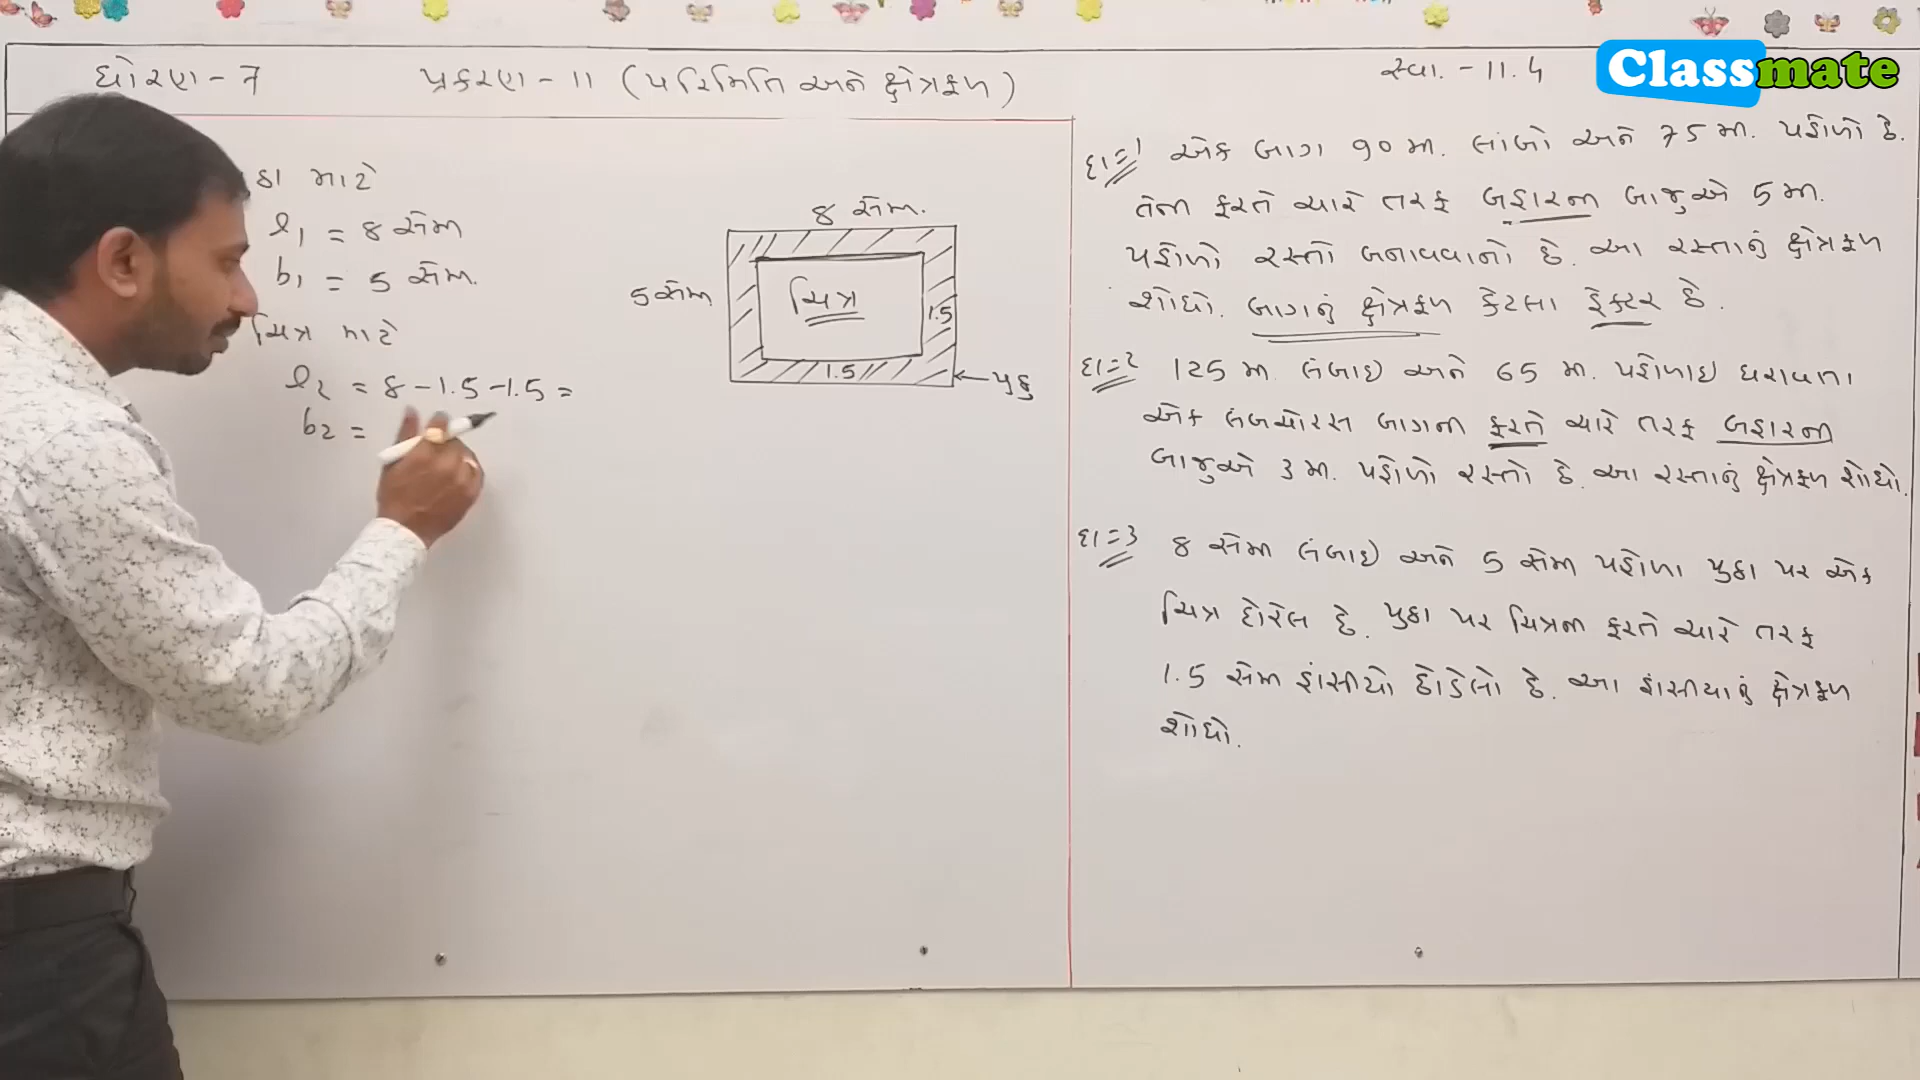 ધોરણ - 7
પ્રકરણ - 11 (પરિમિતિ અને ક્ષેત્રફળ)
સ્વા. - 11.4
Classmate
ઠા માટે
l₁ = 8 સેમી
b₁ = 5 સેમી.
ચિત્ર માટે
l₂ = 8 - 1.5 - 1.5 =
b₂ =
8 સેમી.
5 સેમી
ચિત્ર
1.5
1.5
પુઠ્ઠુ
દા=1 એક બાગ 90 મી. લાંબો અને 75 મી. પહોળો છે.
તેની ફરતે ચારે તરફ બહારની બાજુએ 5 મી.
પહોળો રસ્તો બનાવવાનો છે. આ રસ્તાનું ક્ષેત્રફળ
શોધો. બાગનું ક્ષેત્રફળ કેટલા હેક્ટર છે.
દા=2 125 મી. લંબાઇ અને 65 મી. પહોળાઇ ધરાવતા
એક લંબચોરસ બાગની ફરતે ચારે તરફ બહારની
બાજુએ 3 મી. પહોળો રસ્તો છે. આ રસ્તાનું ક્ષેત્રફળ શોધો.
દા=3 8 સેમી લંબાઇ અને 5 સેમી પહોળા પુઠા પર એક
ચિત્ર દોરેલ છે. પુઠા પર ચિત્રની ફરતે ચારે તરફ
1.5 સેમી હાંસીયો છોડેલો છે. આ હાંસીયાનું ક્ષેત્રફળ
શોધો.